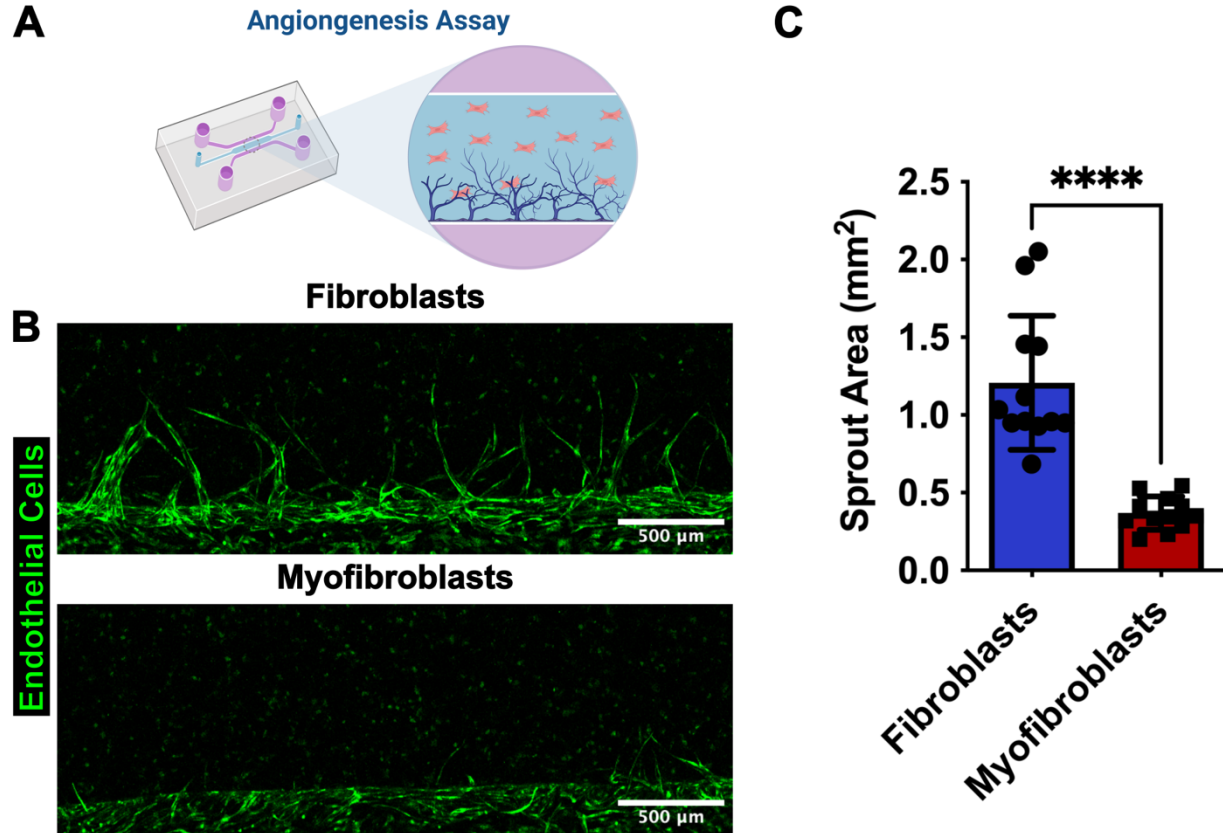 A
Angiongenesis Assay
B
Fibroblasts
Endothelial Cells
500 µm
Myofibroblasts
500 µm
C
****
Sprout Area (mm²)
2.5
2.0
1.5
1.0
0.5
0.0
Fibroblasts
Myofibroblasts